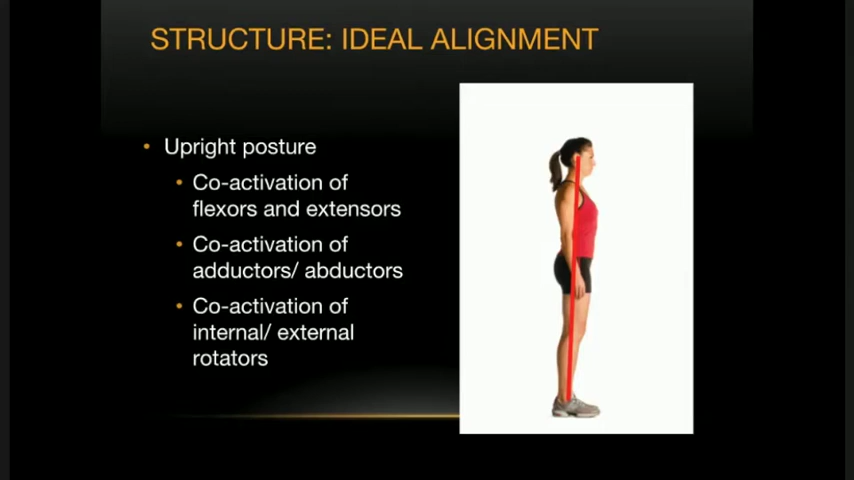 STRUCTURE: IDEAL ALIGNMENT
• Upright posture
• Co-activation of
flexors and extensors
• Co-activation of
adductors/ abductors
• Co-activation of
internal/ external
rotators